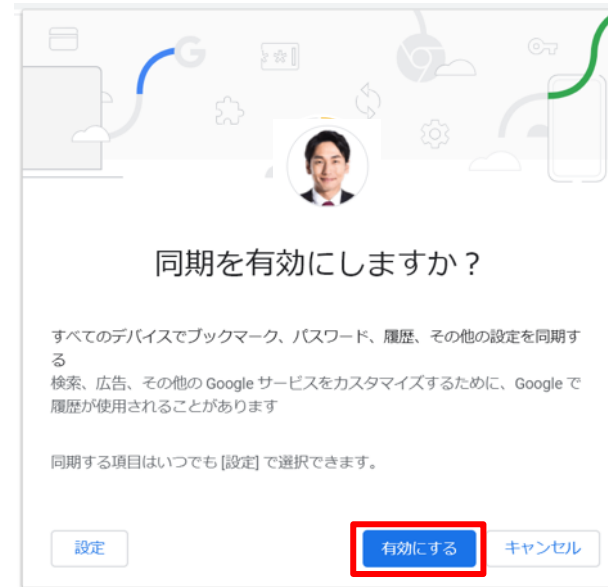 同期を有効にしますか？
すべてのデバイスでブックマーク、パスワード、履歴、その他の設定を同期す
る
検索、広告、その他の Google サービスをカスタマイズするために、Google で
履歴が使用されることがあります
同期する項目はいつでも [設定] で選択できます。
設定 有効にする キャンセル